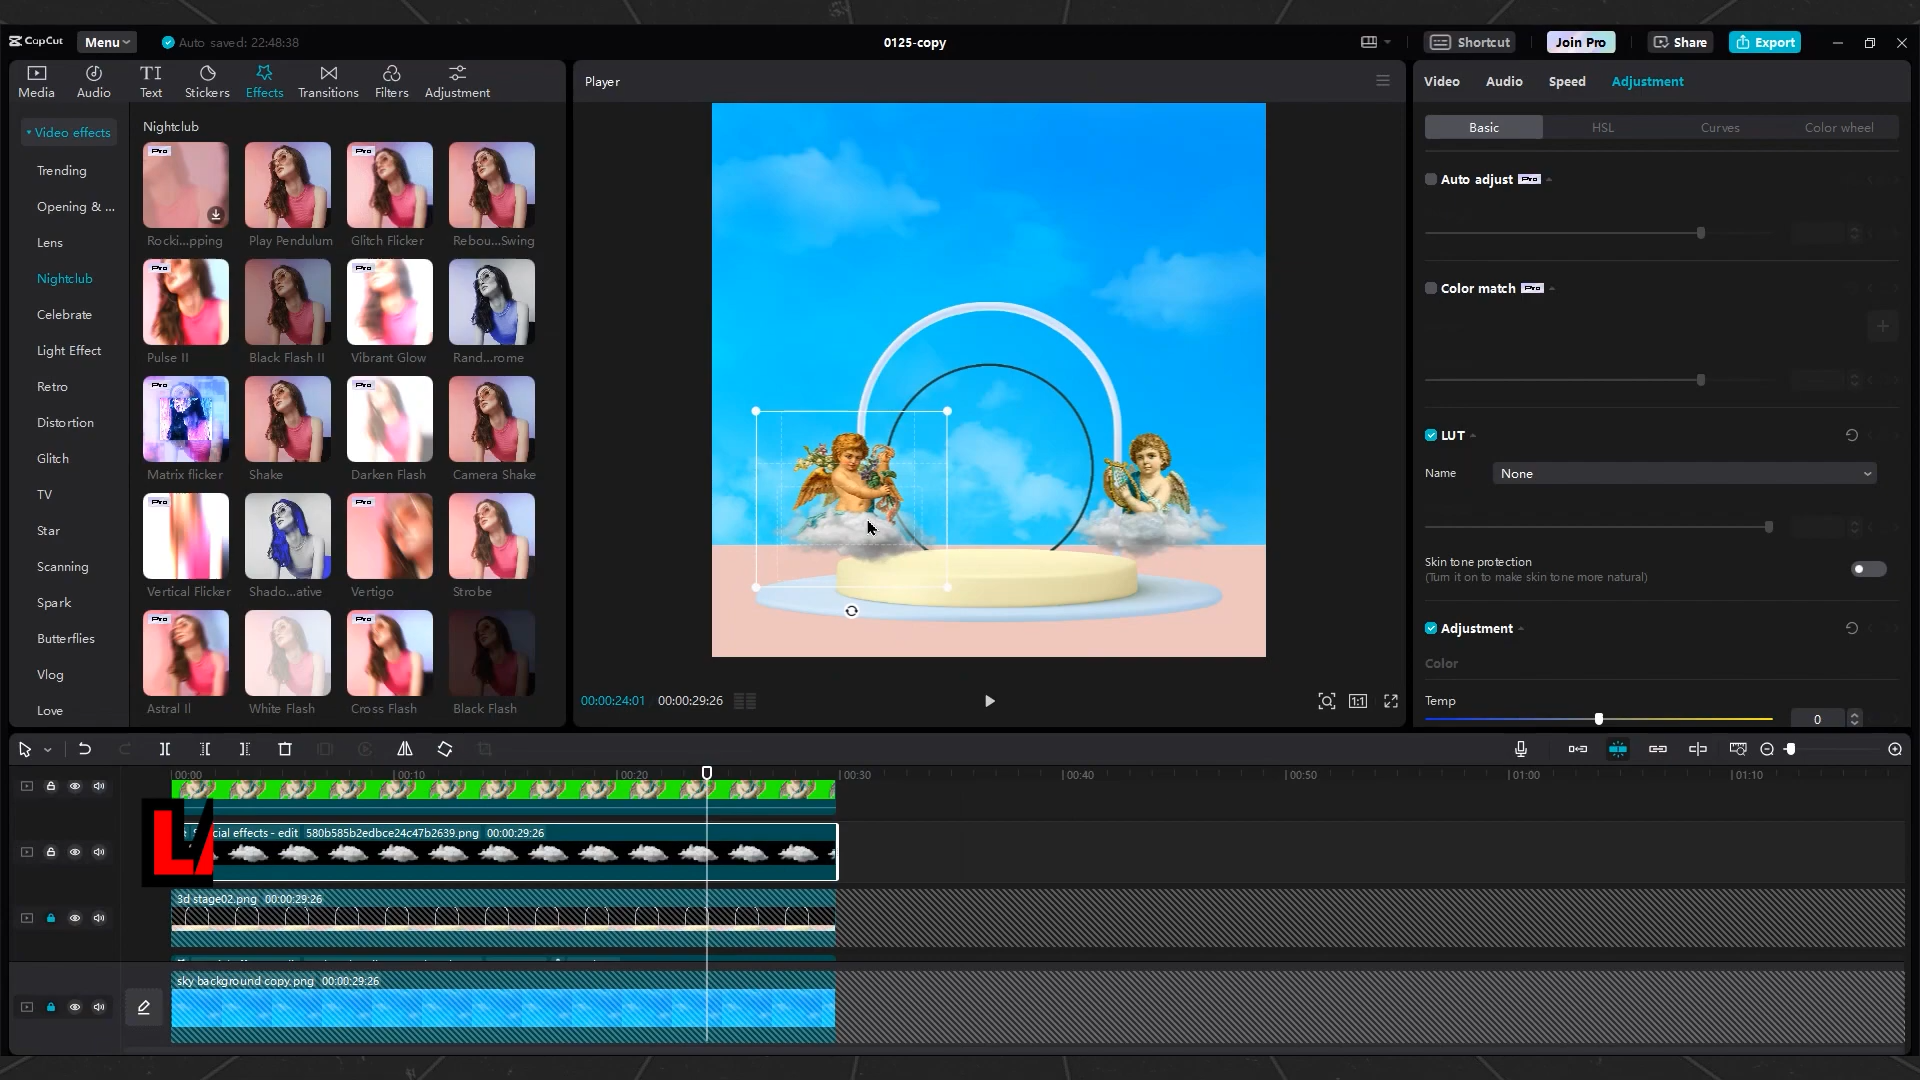 CapCut
Menu
Auto saved: 22:48:38
0125-copy
Shortcut
Join Pro
Share
Export
Media
Audio
Text
Stickers
Effects
Transitions
Filters
Adjustment
Video effects
Trending
Opening & ...
Lens
Nightclub
Celebrate
Light Effect
Retro
Distortion
Glitch
TV
Star
Scanning
Spark
Butterflies
Vlog
Love
Nightclub
Pro
Pro
Rocki...pping
Play Pendulum
Glitch Flicker
Rebou...Swing
Pro
Pro
Pulse II
Black Flash II
Vibrant Glow
Rand...rome
Pro
Pro
Matrix flicker
Shake
Darken Flash
Camera Shake
Pro
Pro
Vertical Flicker
Shado...ative
Vertigo
Strobe
Pro
Pro
Astral II
White Flash
Cross Flash
Black Flash
Player
00:00:24:01
00:00:29:26
1:1
Video
Audio
Speed
Adjustment
Basic
HSL
Curves
Color wheel
Auto adjust Pro
Color match Pro
LUT
Name
None
Skin tone protection
(Turn it on to make skin tone more natural)
Adjustment
Color
Temp
0
00:00
00:10
00:20
00:30
00:40
00:50
01:00
01:10
cial effects - edit 580b585b2edbce24c47b2639.png 00:00:29:26
3d stage02.png 00:00:29:26
sky background copy.png 00:00:29:26